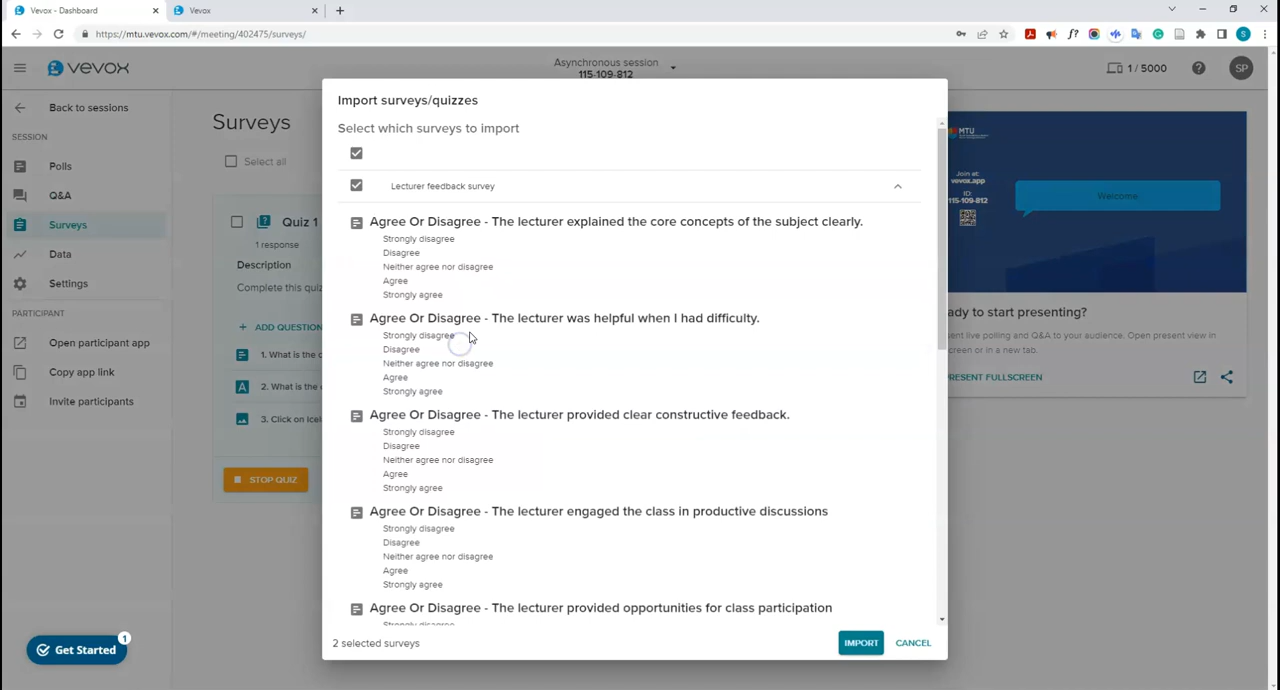 Vevox - Dashboard
Vevox
https://mtu.vevox.com/#/meeting/402475/surveys/
VEVOX
Asynchronous session
115-109-812
1 / 5000
SP
Back to sessions
SESSION
Polls
Q&A
Surveys
Data
Settings
PARTICIPANT
Open participant app
Copy app link
Invite participants
Get Started
1
Surveys
Select all
Quiz 1
1 response
Description
Complete this quiz
ADD QUESTION
1. What is the
2. What is the
3. Click on Icel
STOP QUIZ
Import surveys/quizzes
Select which surveys to import
Lecturer feedback survey
Agree Or Disagree - The lecturer explained the core concepts of the subject clearly.
Strongly disagree
Disagree
Neither agree nor disagree
Agree
Strongly agree
Agree Or Disagree - The lecturer was helpful when I had difficulty.
Strongly disagree
Disagree
Neither agree nor disagree
Agree
Strongly agree
Agree Or Disagree - The lecturer provided clear constructive feedback.
Strongly disagree
Disagree
Neither agree nor disagree
Agree
Strongly agree
Agree Or Disagree - The lecturer engaged the class in productive discussions
Strongly disagree
Disagree
Neither agree nor disagree
Agree
Strongly agree
Agree Or Disagree - The lecturer provided opportunities for class participation
Strongly disagree
2 selected surveys
IMPORT
CANCEL
MTU
Join at:
vevox.app
ID:
115-109-812
Welcome
ady to start presenting?
ent live polling and Q&A to your audience. Open present view in
creen or in a new tab.
RESENT FULLSCREEN